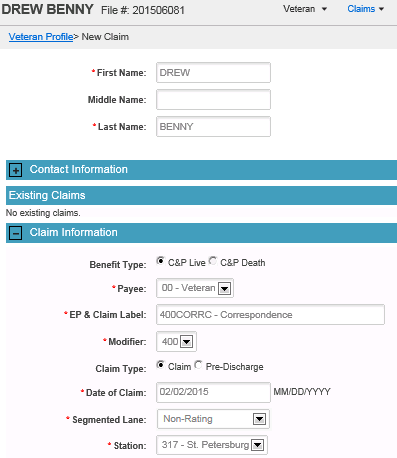 DREW BENNY File #: 201506081 Veteran Claims
Veteran Profile> New Claim
*First Name: DREW
Middle Name:
*Last Name: BENNY
+ Contact Information
Existing Claims
No existing claims.
− Claim Information
Benefit Type: C&P Live C&P Death
*Payee: 00 - Veteran
*EP & Claim Label: 400CORRC - Correspondence
*Modifier: 400
Claim Type: Claim Pre-Discharge
*Date of Claim: 02/02/2015 MM/DD/YYYY
*Segmented Lane: Non-Rating
*Station: 317 - St. Petersburg